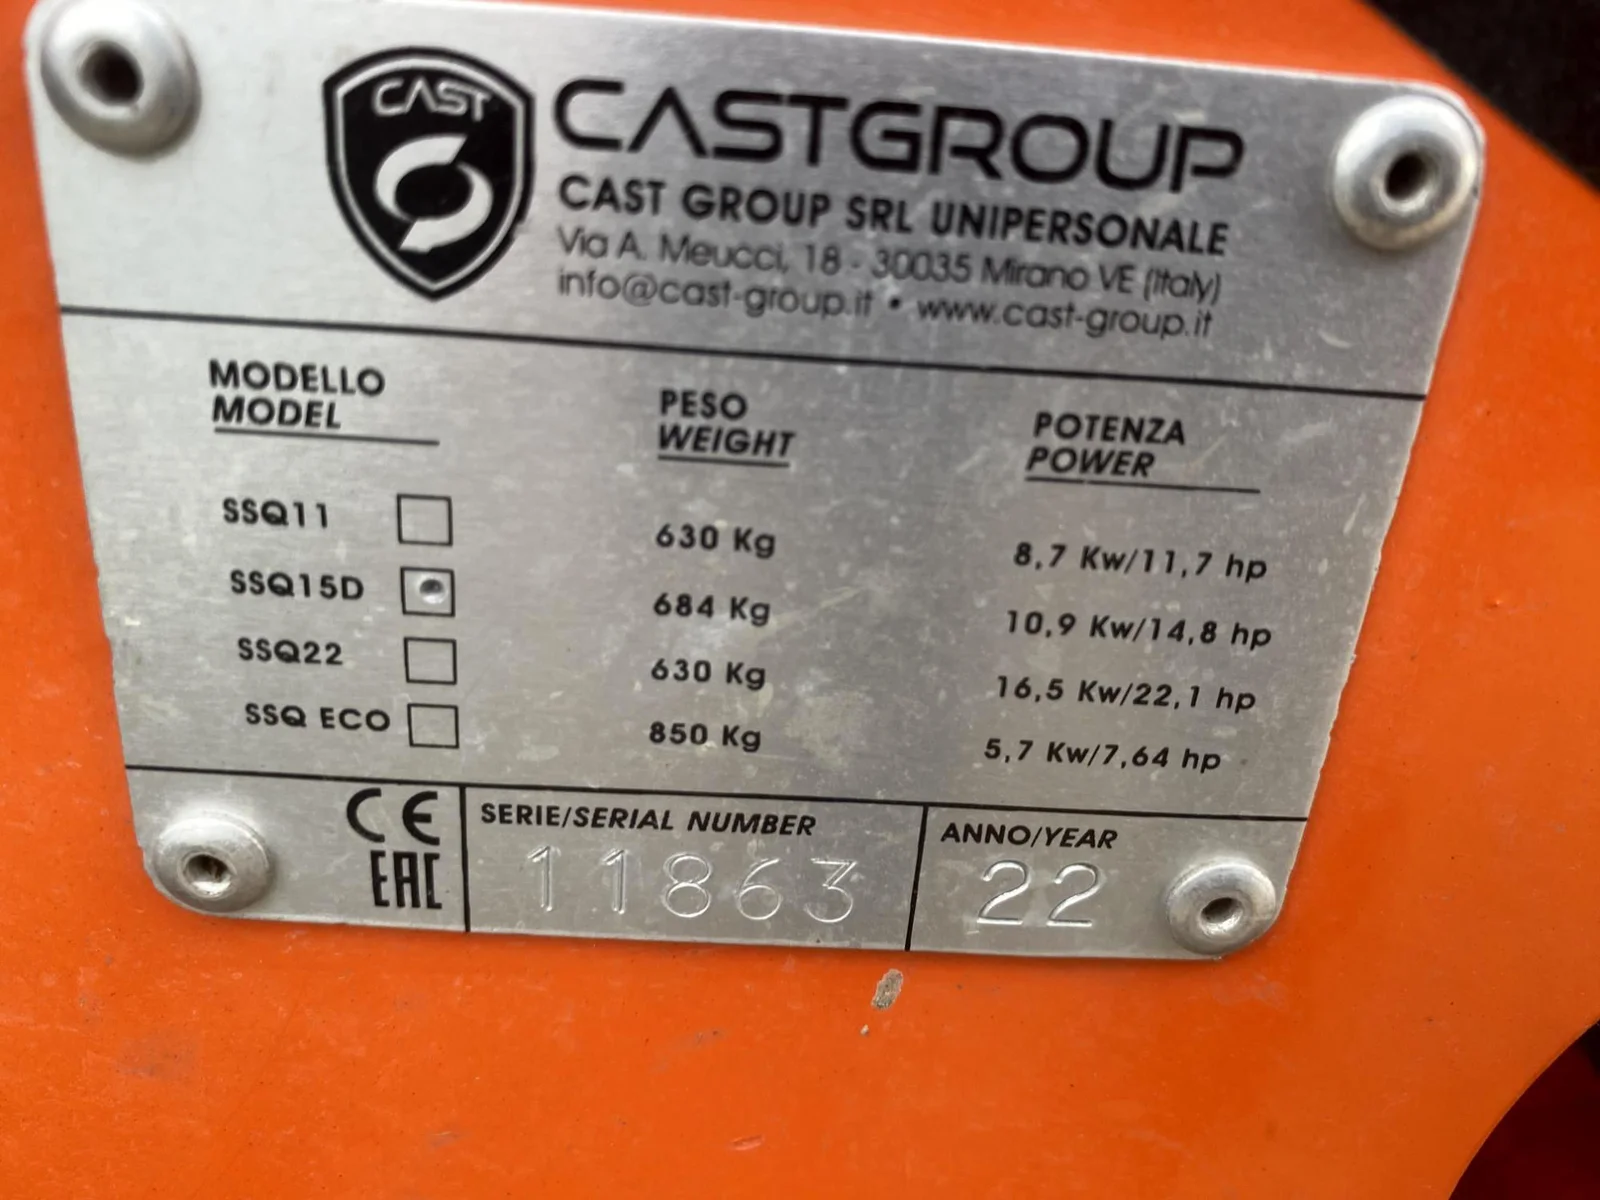 CAST
CASTGROUP
CAST GROUP SRL UNIPERSONALE
Via A. Meucci, 18 - 30035 Mirano VE (Italy)
info@cast-group.it • www.cast-group.it
MODELLO
MODEL
PESO
WEIGHT
POTENZA
POWER
SSQ11 630 Kg 8,7 Kw/11,7 hp
SSQ15D 684 Kg 10,9 Kw/14,8 hp
SSQ22 630 Kg 16,5 Kw/22,1 hp
SSQ ECO 850 Kg 5,7 Kw/7,64 hp
CE
EAC
SERIE/SERIAL NUMBER
11863
ANNO/YEAR
22